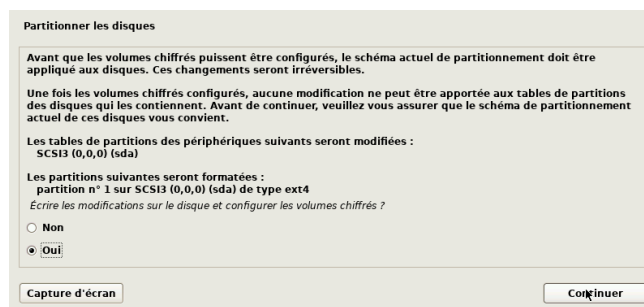 Partitionner les disques
Avant que les volumes chiffrés puissent être configurés, le schéma actuel de partitionnement doit être
appliqué aux disques. Ces changements seront irréversibles.
Une fois les volumes chiffrés configurés, aucune modification ne peut être apportée aux tables de partitions
des disques qui les contiennent. Avant de continuer, veuillez vous assurer que le schéma de partitionnement
actuel de ces disques vous convient.
Les tables de partitions des périphériques suivants seront modifiées :
SCSI3 (0,0,0) (sda)
Les partitions suivantes seront formatées :
partition n° 1 sur SCSI3 (0,0,0) (sda) de type ext4
Écrire les modifications sur le disque et configurer les volumes chiffrés ?
Non
Oui
Capture d'écran
Continuer